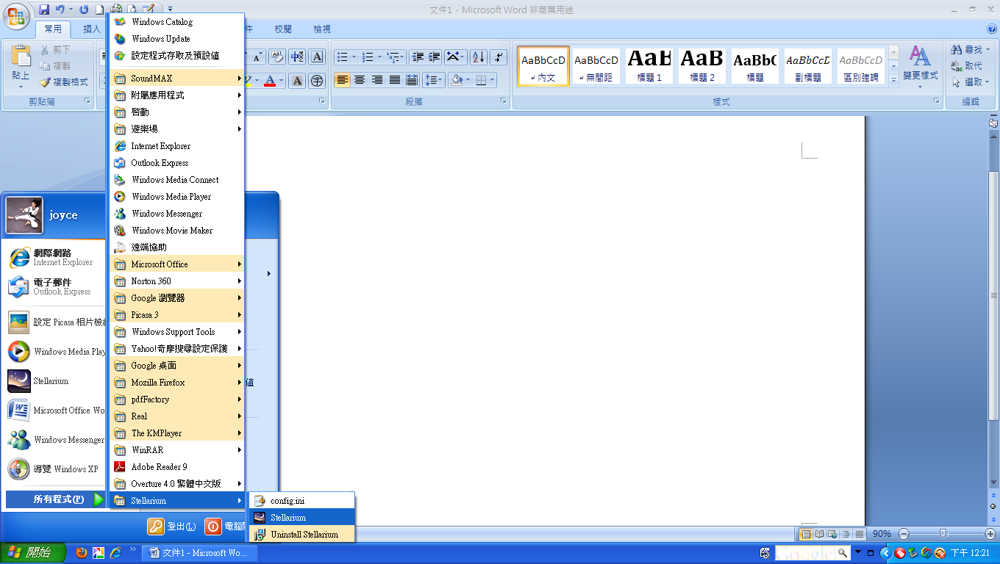 文件1 - Microsoft Word 非商業用途
常用
插入
件
校閱
檢視
貼上
剪下
複製
複製格式
剪貼簿
段落
AaBbCcD
內文
AaBbCcD
無間距
AaB
標題 1
AaB
標題 2
AaBb(
標題
AaBbCcL
副標題
AaBbCcD
區別強調
變更樣式
樣式
尋找
取代
選取
編輯
Windows Catalog
Windows Update
設定程式存取及預設值
SoundMAX
附屬應用程式
啓動
遊樂場
Internet Explorer
Outlook Express
Windows Media Connect
Windows Media Player
Windows Messenger
Windows Movie Maker
遠端協助
Microsoft Office
Norton 360
Google 瀏覽器
Picasa 3
Windows Support Tools
Yahoo!奇摩搜尋設定保護
Google 桌面
Mozilla Firefox
pdfFactory
Real
The KMPlayer
WinRAR
Adobe Reader 9
Overture 4.0 繁體中文版
Stellarium
config.ini
Stellarium
Uninstall Stellarium
joyce
網際網路
Internet Explorer
電子郵件
Outlook Express
設定 Picasa 相片檢
Windows Media Play
Stellarium
Microsoft Office Wo
Windows Messenger
導覽 Windows XP
值
所有程式(P)
登出(L)
電腦
90%
開始
文件1 - Microsoft Wo...
Google
下午 12:21